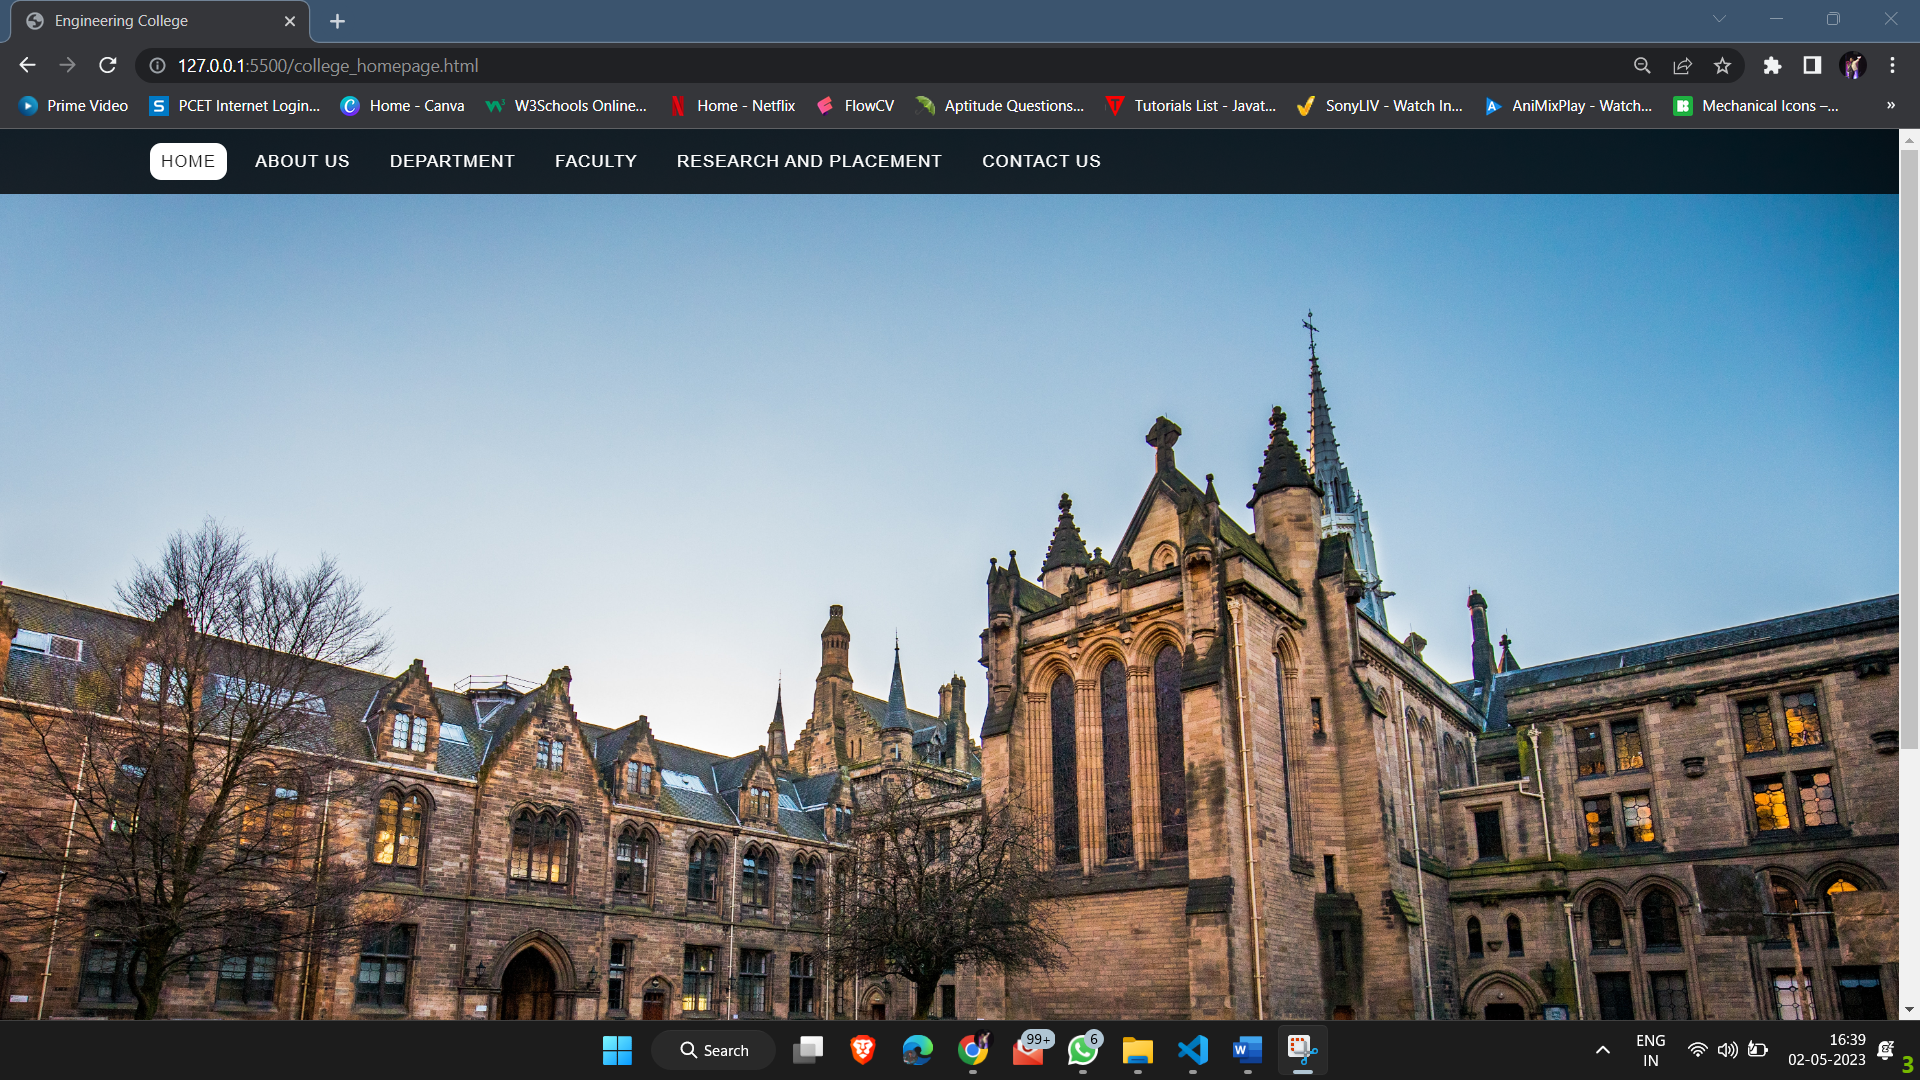 Engineering College
127.0.0.1:5500/college_homepage.html
Prime Video PCET Internet Login... Home - Canva W3Schools Online... Home - Netflix FlowCV Aptitude Questions... Tutorials List - Javat... SonyLIV - Watch In... AniMixPlay - Watch... Mechanical Icons –... »
HOME ABOUT US DEPARTMENT FACULTY RESEARCH AND PLACEMENT CONTACT US
Search 99+ 6 ENG 16:39
IN 02-05-2023 3